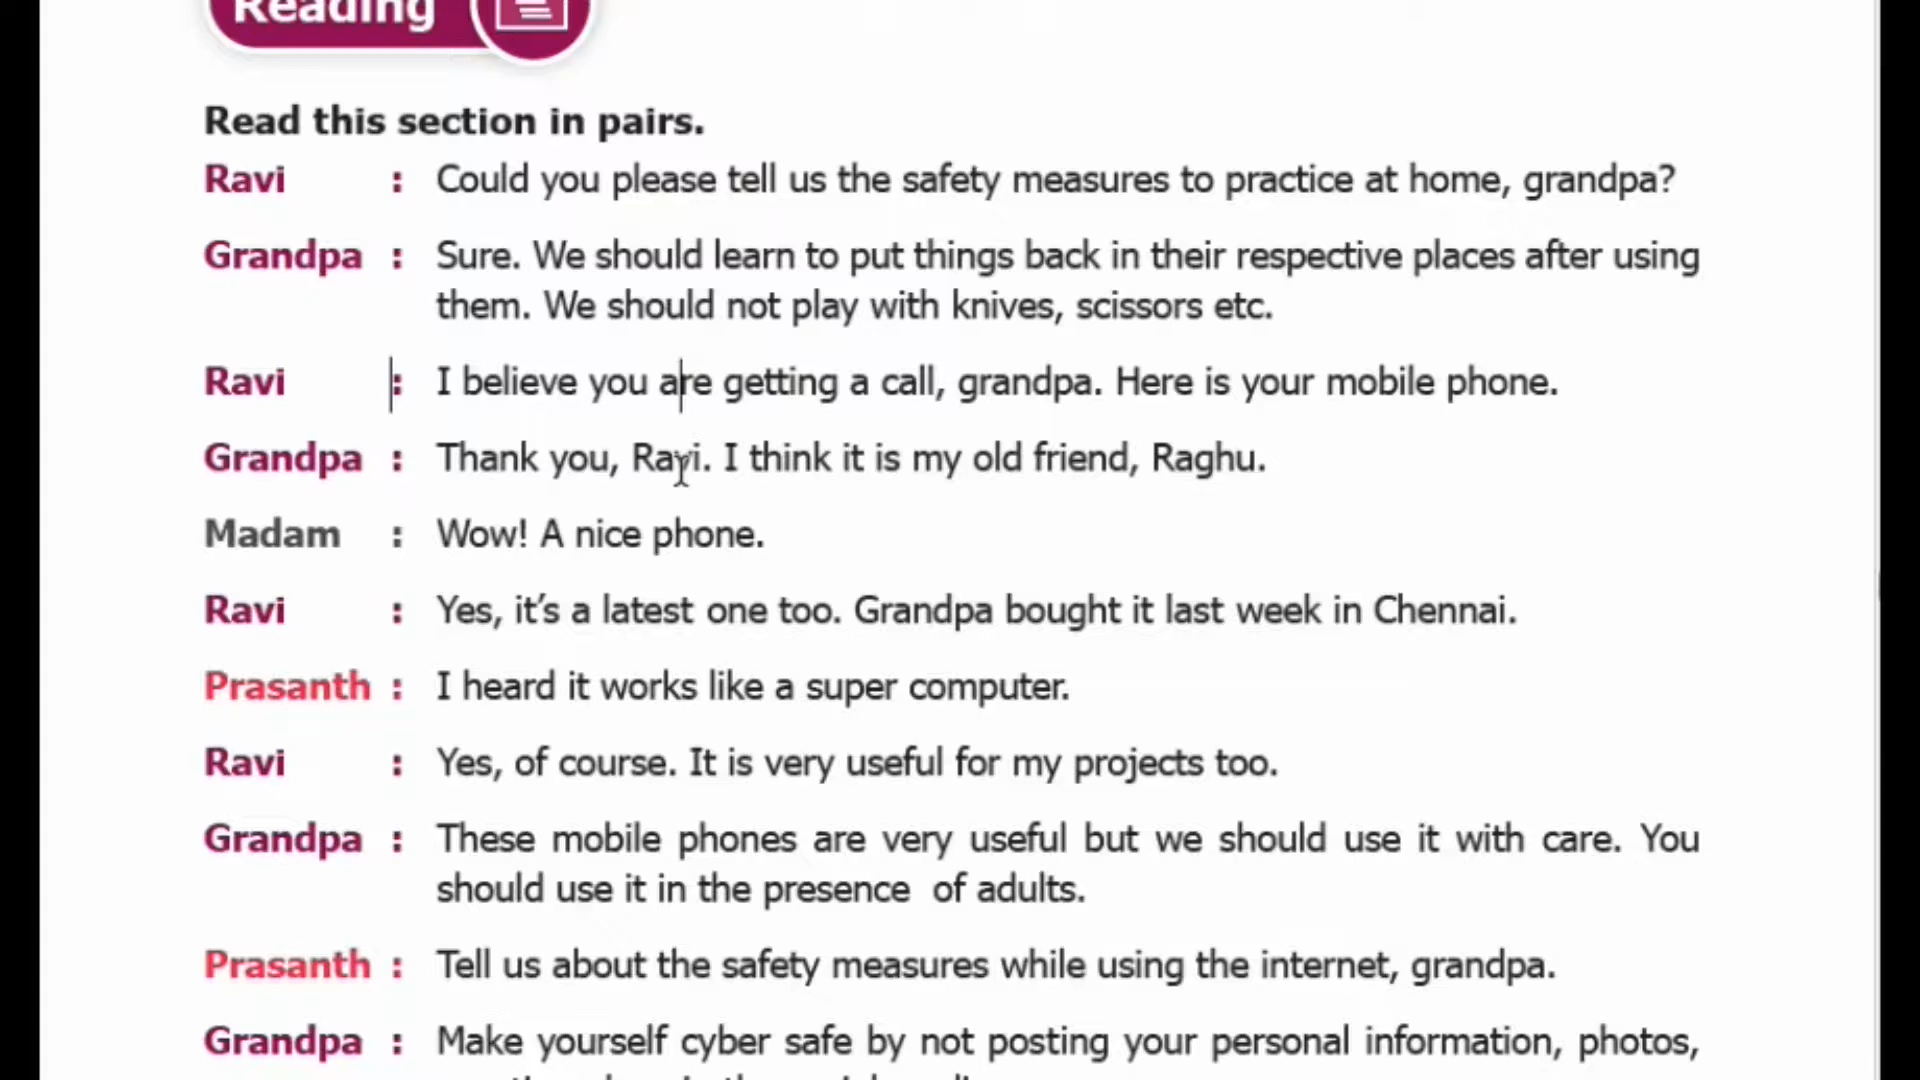 Reading
Read this section in pairs.
Ravi : Could you please tell us the safety measures to practice at home, grandpa?
Grandpa : Sure. We should learn to put things back in their respective places after using
them. We should not play with knives, scissors etc.
Ravi : I believe you are getting a call, grandpa. Here is your mobile phone.
Grandpa : Thank you, Ravi. I think it is my old friend, Raghu.
Madam : Wow! A nice phone.
Ravi : Yes, it’s a latest one too. Grandpa bought it last week in Chennai.
Prasanth : I heard it works like a super computer.
Ravi : Yes, of course. It is very useful for my projects too.
Grandpa : These mobile phones are very useful but we should use it with care. You
should use it in the presence of adults.
Prasanth : Tell us about the safety measures while using the internet, grandpa.
Grandpa : Make yourself cyber safe by not posting your personal information, photos,